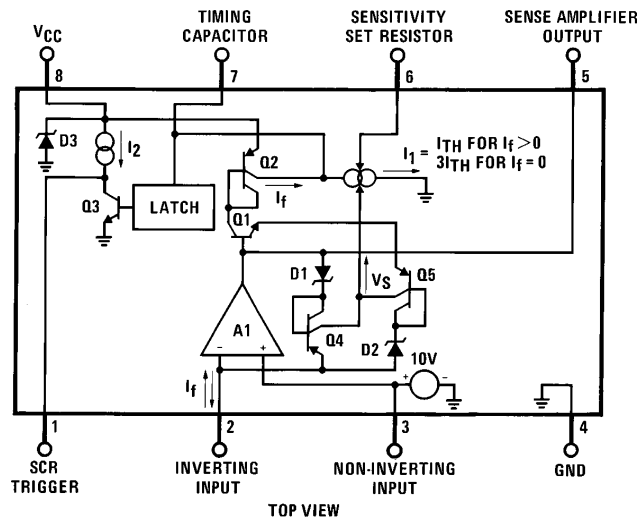 TIMING
CAPACITOR
SENSITIVITY
SET RESISTOR
SENSE AMPLIFIER
OUTPUT
VCC
8
7
6
5
D3
I2
Q2
I1 = ITH FOR If > 0
3ITH FOR If = 0
If
Q3
LATCH
Q1
D1
VS
Q5
A1
Q4
D2
10V
− +
+ −
If
1
2
3
4
SCR
TRIGGER
INVERTING
INPUT
NON-INVERTING
INPUT
GND
TOP VIEW